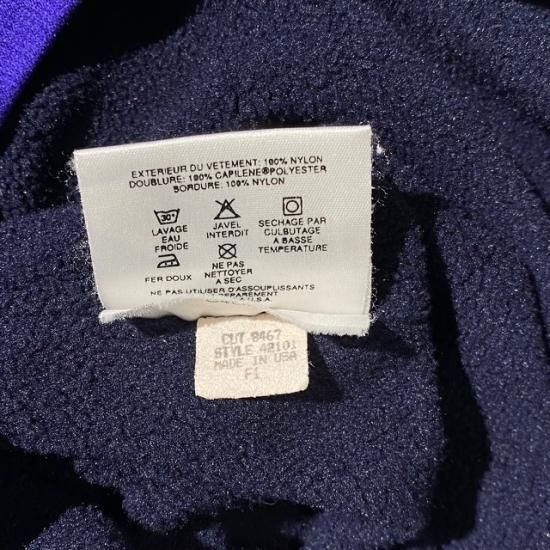 EXTERIEUR DU VETEMENT: 100% NYLON
DOUBLURE: 100% CAPILENE®POLYESTER
BORDURE: 100% NYLON
30°
LAVAGE EAU FROIDE
JAVEL INTERDIT
SECHAGE PAR CULBUTAGE A BASSE TEMPERATURE
FER DOUX
NE PAS NETTOYER A SEC
NE PAS UTILISER D'ASSOUPLISSANTS
U.S.A.
CUT 8467
STYLE 42101
MADE IN USA
F1